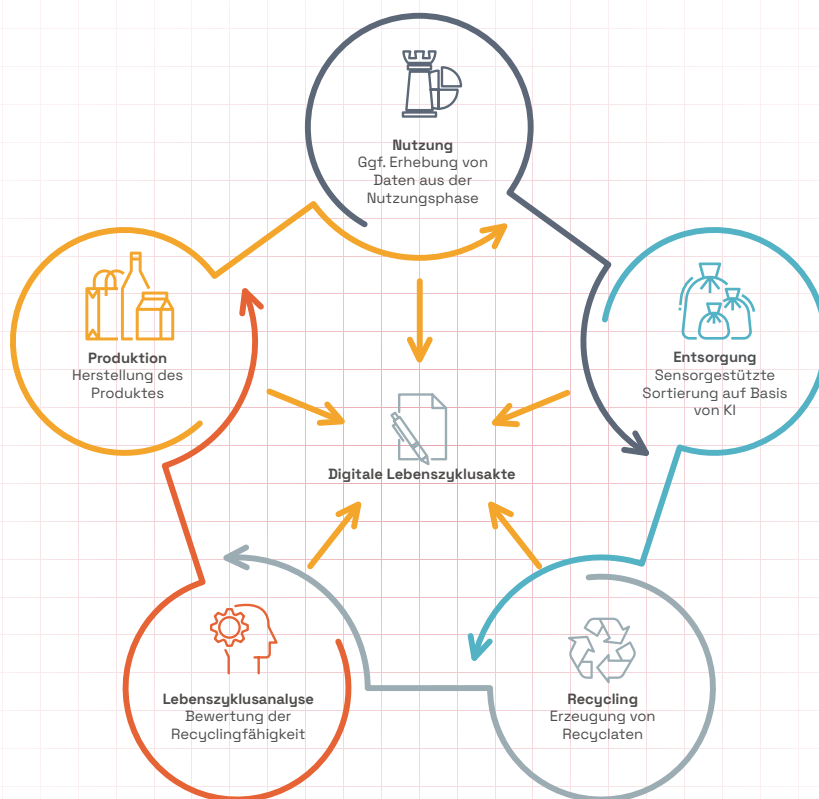 Nutzung
Ggf. Erhebung von
Daten aus der
Nutzungsphase
Produktion
Herstellung des
Produktes
Entsorgung
Sensorgestützte
Sortierung auf Basis
von KI
Digitale Lebenszyklusakte
Lebenszyklusanalyse
Bewertung der
Recyclingfähigkeit
Recycling
Erzeugung von
Recyclaten